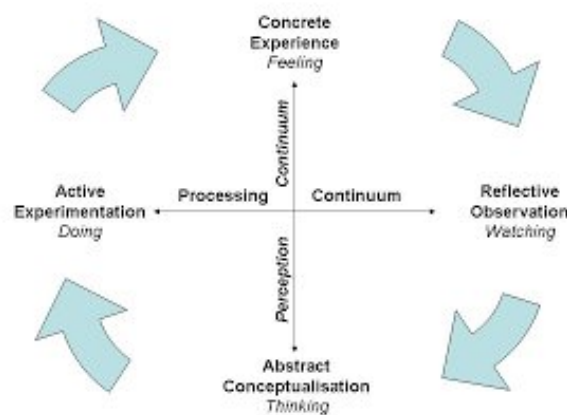 Concrete
Experience
Feeling
Continuum
Active
Experimentation
Doing
Processing
Continuum
Reflective
Observation
Watching
Perception
Abstract
Conceptualisation
Thinking